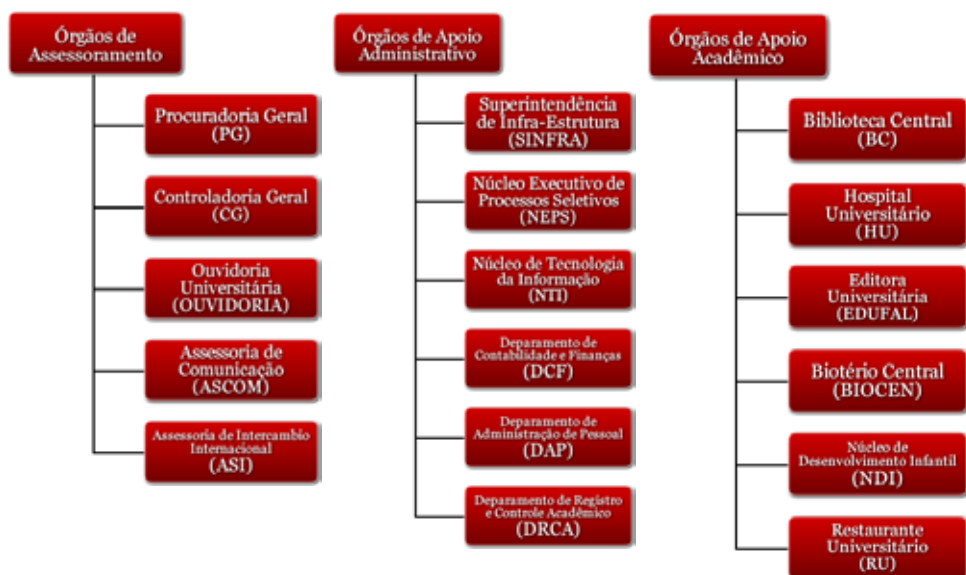 Órgãos de
Assessoramento
Procuradoria Geral
(PG)
Controladoria Geral
(CG)
Ouvidoria
Universitária
(OUVIDORIA)
Assessoria de
Comunicação
(ASCOM)
Assessoria de Intercambio
Internacional
(ASI)
Órgãos de Apoio
Administrativo
Superintendência
de Infra-Estrutura
(SINFRA)
Núcleo Executivo de
Processos Seletivos
(NEPS)
Núcleo de Tecnologia
da Informação
(NTI)
Departamento de
Contabilidade e Finanças
(DCF)
Departamento de
Administração de Pessoal
(DAP)
Departamento de Registro
e Controle Acadêmico
(DRCA)
Órgãos de Apoio
Acadêmico
Biblioteca Central
(BC)
Hospital
Universitário
(HU)
Editora
Universitária
(EDUFAL)
Biotério Central
(BIOCEN)
Núcleo de
Desenvolvimento Infantil
(NDI)
Restaurante
Universitário
(RU)